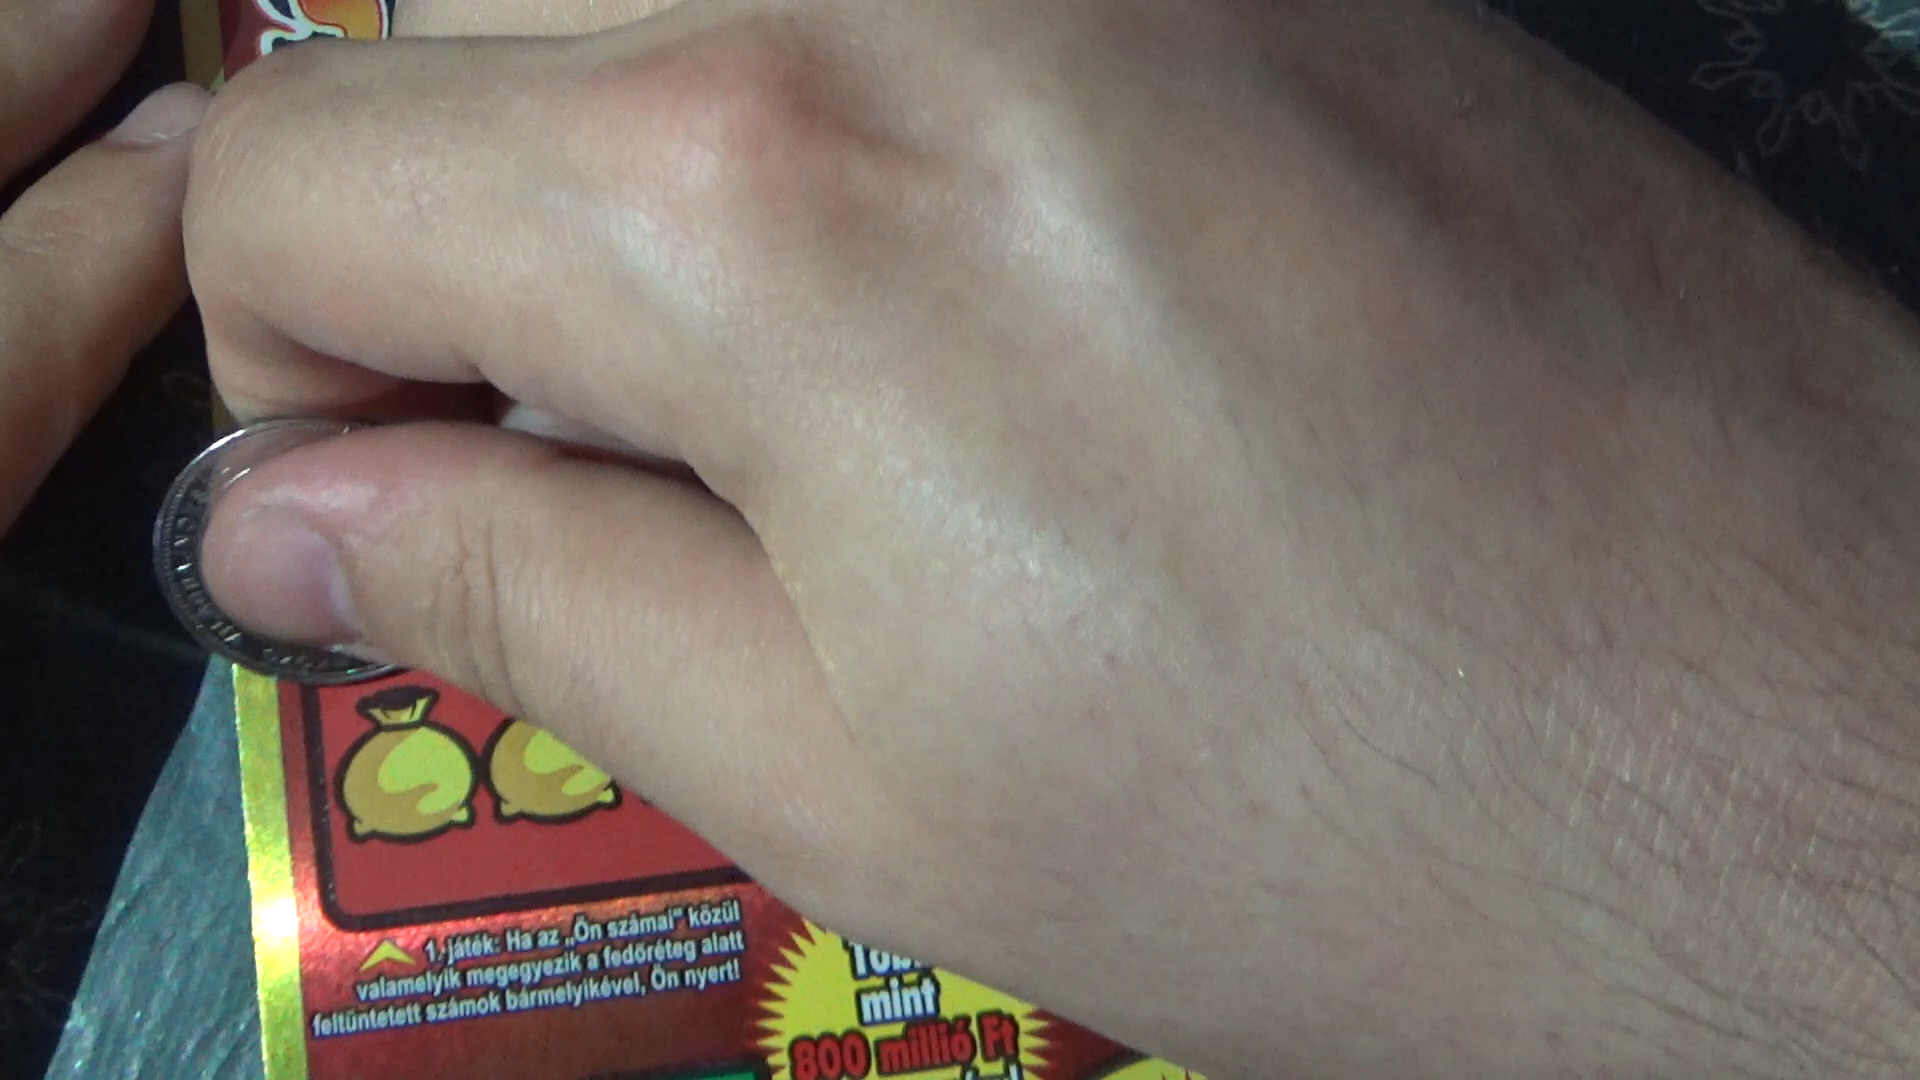 1. játék: Ha az „Ön számai" közül
valamelyik megegyezik a fedőréteg alatt
feltüntetett számok bármelyikével, Ön nyert!
mint
800 millió Ft